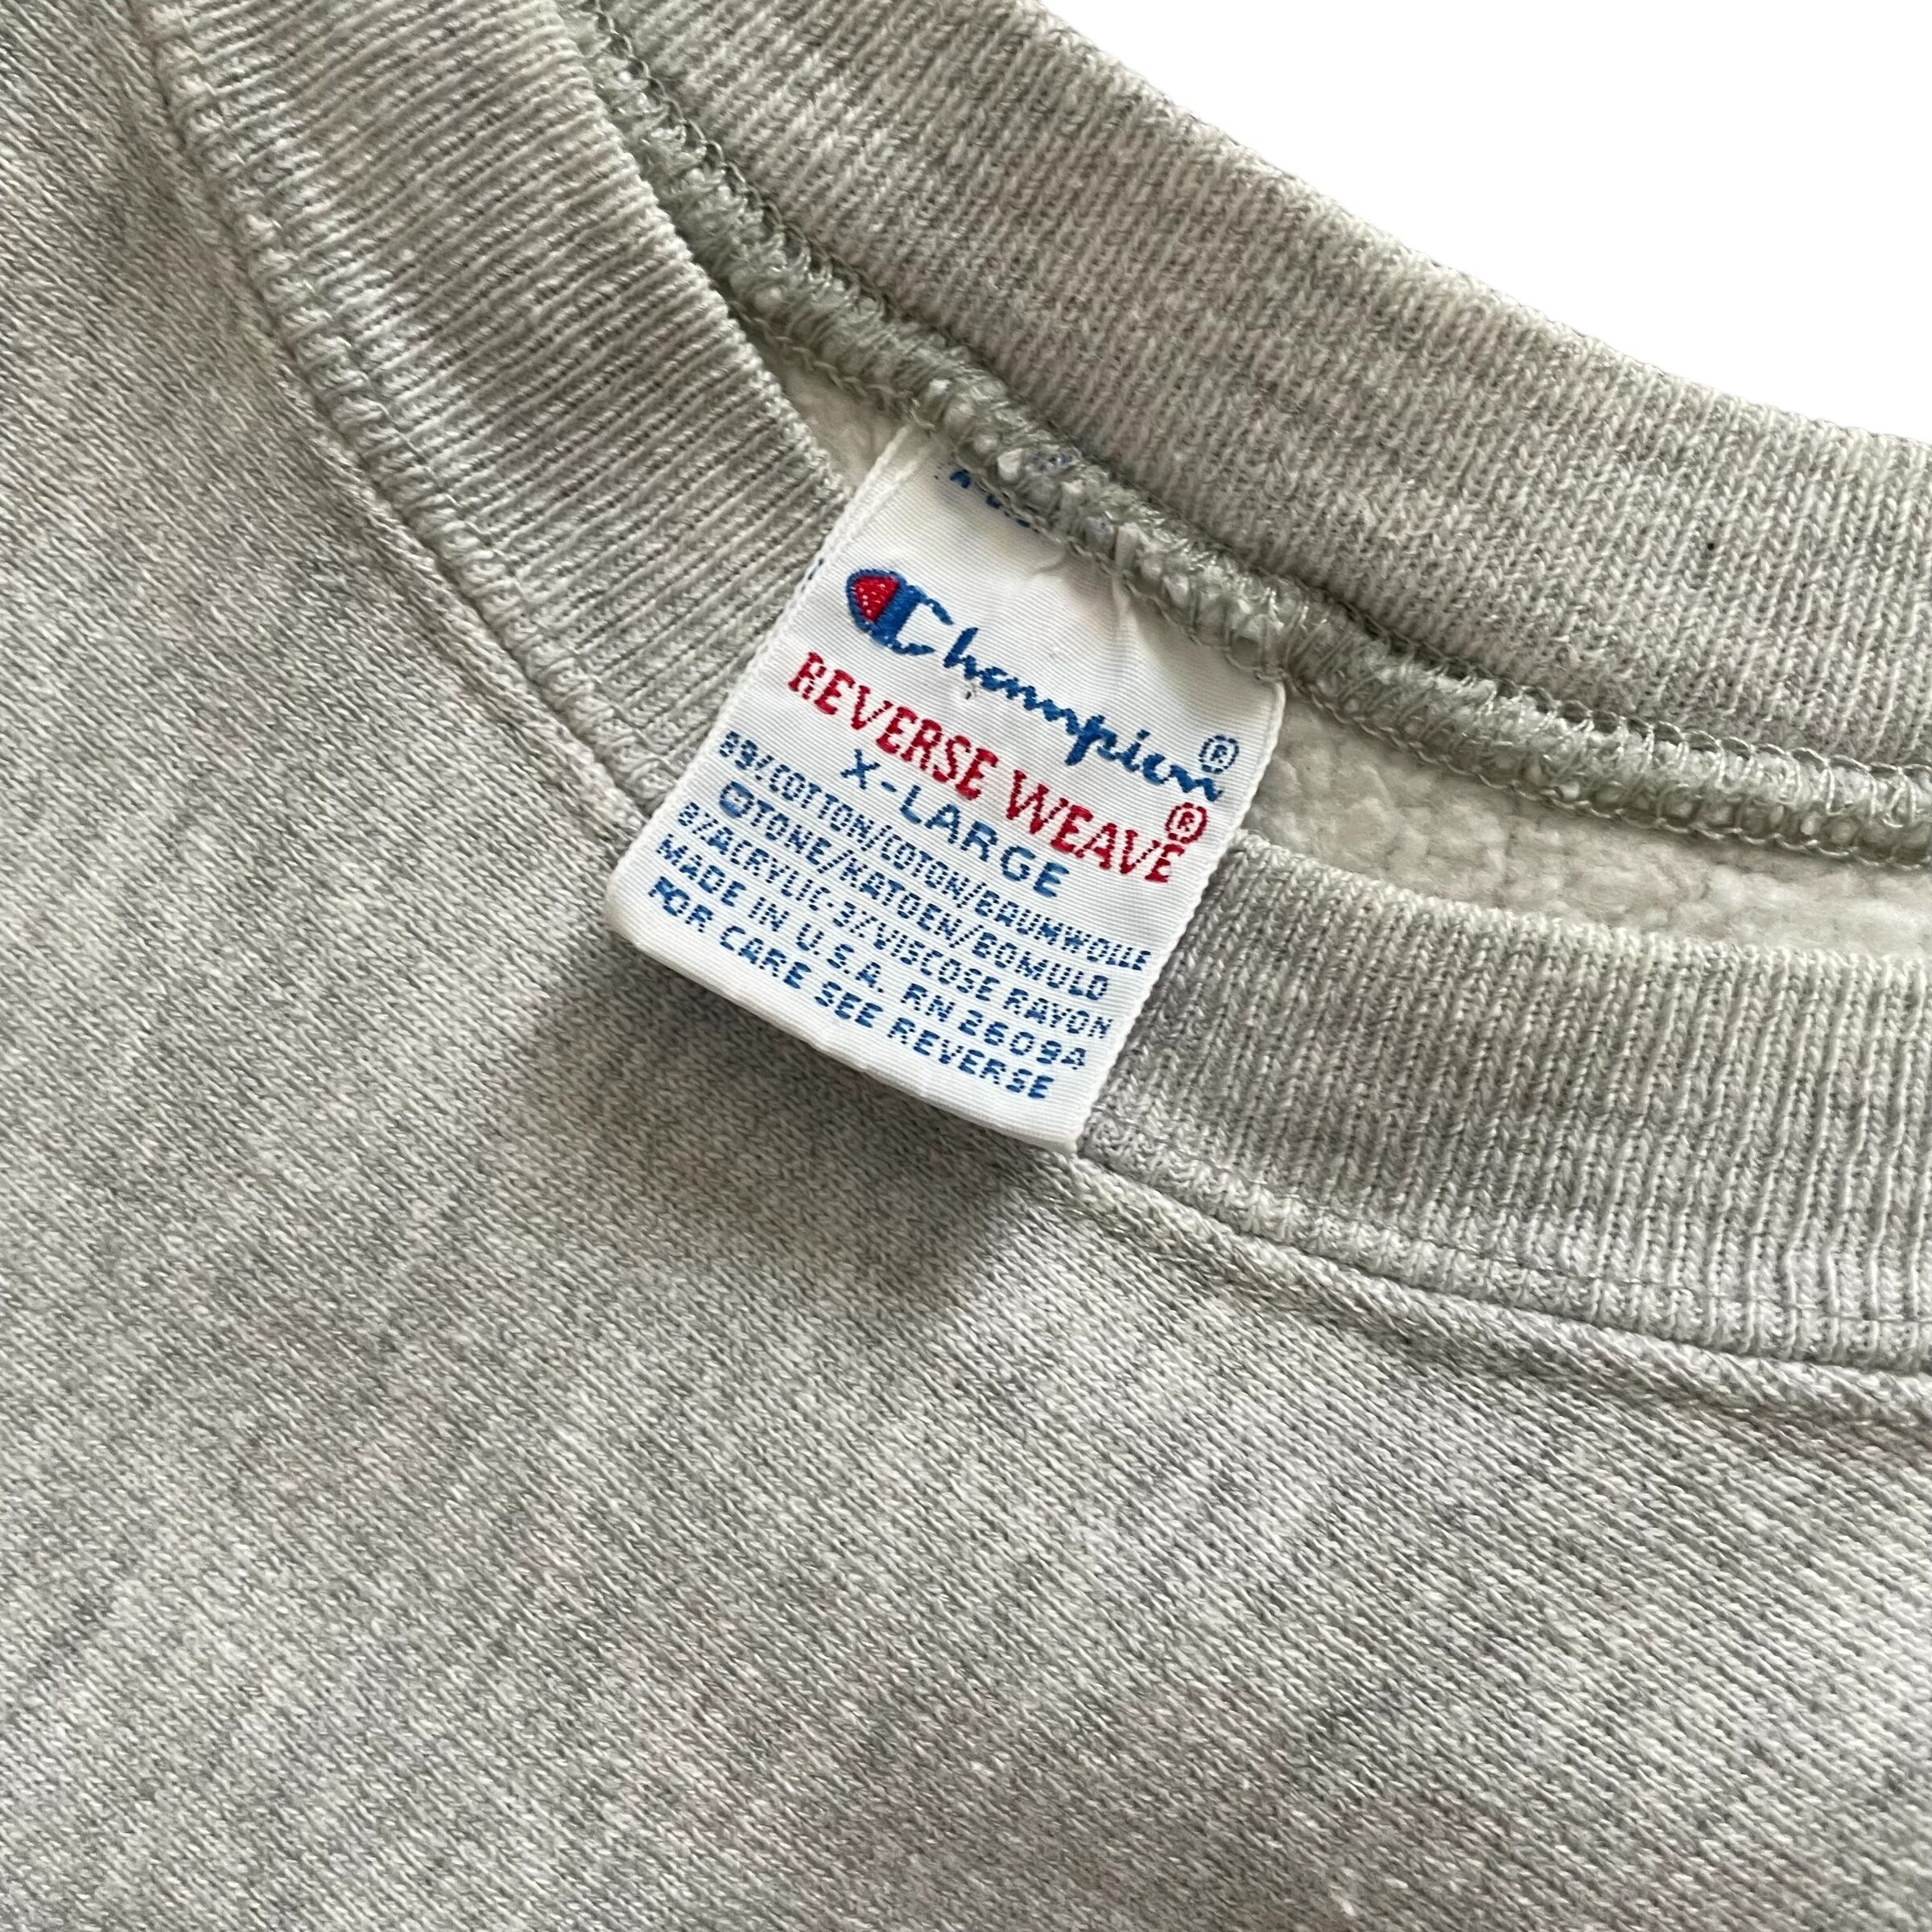 Champion®
REVERSE WEAVE®
X-LARGE
89% COTTON/COTON/BAUMWOLLE
OTONE/KATOEN/BOMULD
8% ACRYLIC-3% VISCOSE RAYON
MADE IN U.S.A. RN 26094
FOR CARE SEE REVERSE